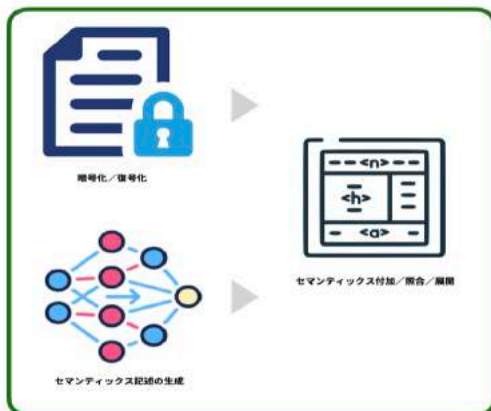 暗号化／復号化
<n>
<h>
<a>
セマンティックス付加／照合／展開
セマンティックス記述の生成